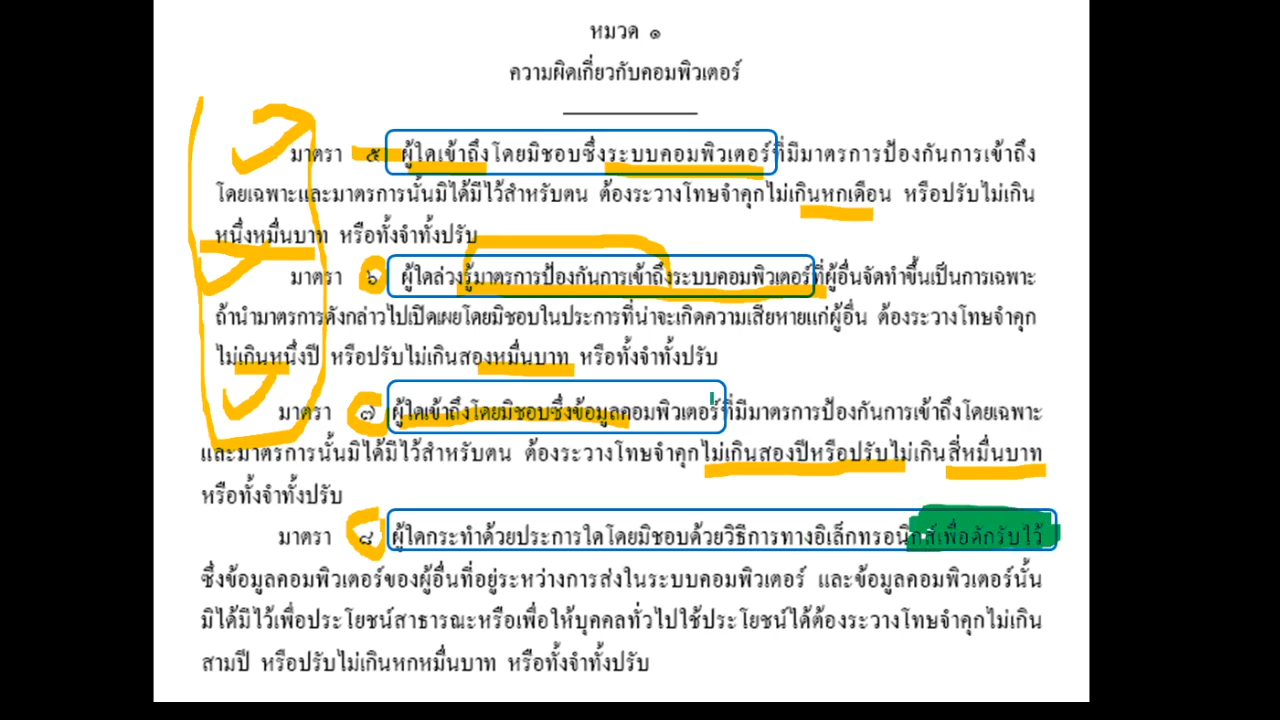 หมวด ๑
ความผิดเกี่ยวกับคอมพิวเตอร์
มาตรา ๕ ผู้ใดเข้าถึงโดยมิชอบซึ่งระบบคอมพิวเตอร์ที่มีมาตรการป้องกันการเข้าถึง
โดยเฉพาะและมาตรการนั้นมิได้มีไว้สำหรับตน ต้องระวางโทษจำคุกไม่เกินหกเดือน หรือปรับไม่เกิน
หนึ่งหมื่นบาท หรือทั้งจำทั้งปรับ
มาตรา ๖ ผู้ใดล่วงรู้มาตรการป้องกันการเข้าถึงระบบคอมพิวเตอร์ที่ผู้อื่นจัดทำขึ้นเป็นการเฉพาะ
ถ้านำมาตรการดังกล่าวไปเปิดเผยโดยมิชอบในประการที่น่าจะเกิดความเสียหายแก่ผู้อื่น ต้องระวางโทษจำคุก
ไม่เกินหนึ่งปี หรือปรับไม่เกินสองหมื่นบาท หรือทั้งจำทั้งปรับ
มาตรา ๗ ผู้ใดเข้าถึงโดยมิชอบซึ่งข้อมูลคอมพิวเตอร์ที่มีมาตรการป้องกันการเข้าถึงโดยเฉพาะ
และมาตรการนั้นมิได้มีไว้สำหรับตน ต้องระวางโทษจำคุกไม่เกินสองปีหรือปรับไม่เกินสี่หมื่นบาท
หรือทั้งจำทั้งปรับ
มาตรา ๘ ผู้ใดกระทำด้วยประการใดโดยมิชอบด้วยวิธีการทางอิเล็กทรอนิกส์เพื่อดักรับไว้
ซึ่งข้อมูลคอมพิวเตอร์ของผู้อื่นที่อยู่ระหว่างการส่งในระบบคอมพิวเตอร์ และข้อมูลคอมพิวเตอร์นั้น
มิได้มีไว้เพื่อประโยชน์สาธารณะหรือเพื่อให้บุคคลทั่วไปใช้ประโยชน์ได้ต้องระวางโทษจำคุกไม่เกิน
สามปี หรือปรับไม่เกินหกหมื่นบาท หรือทั้งจำทั้งปรับ